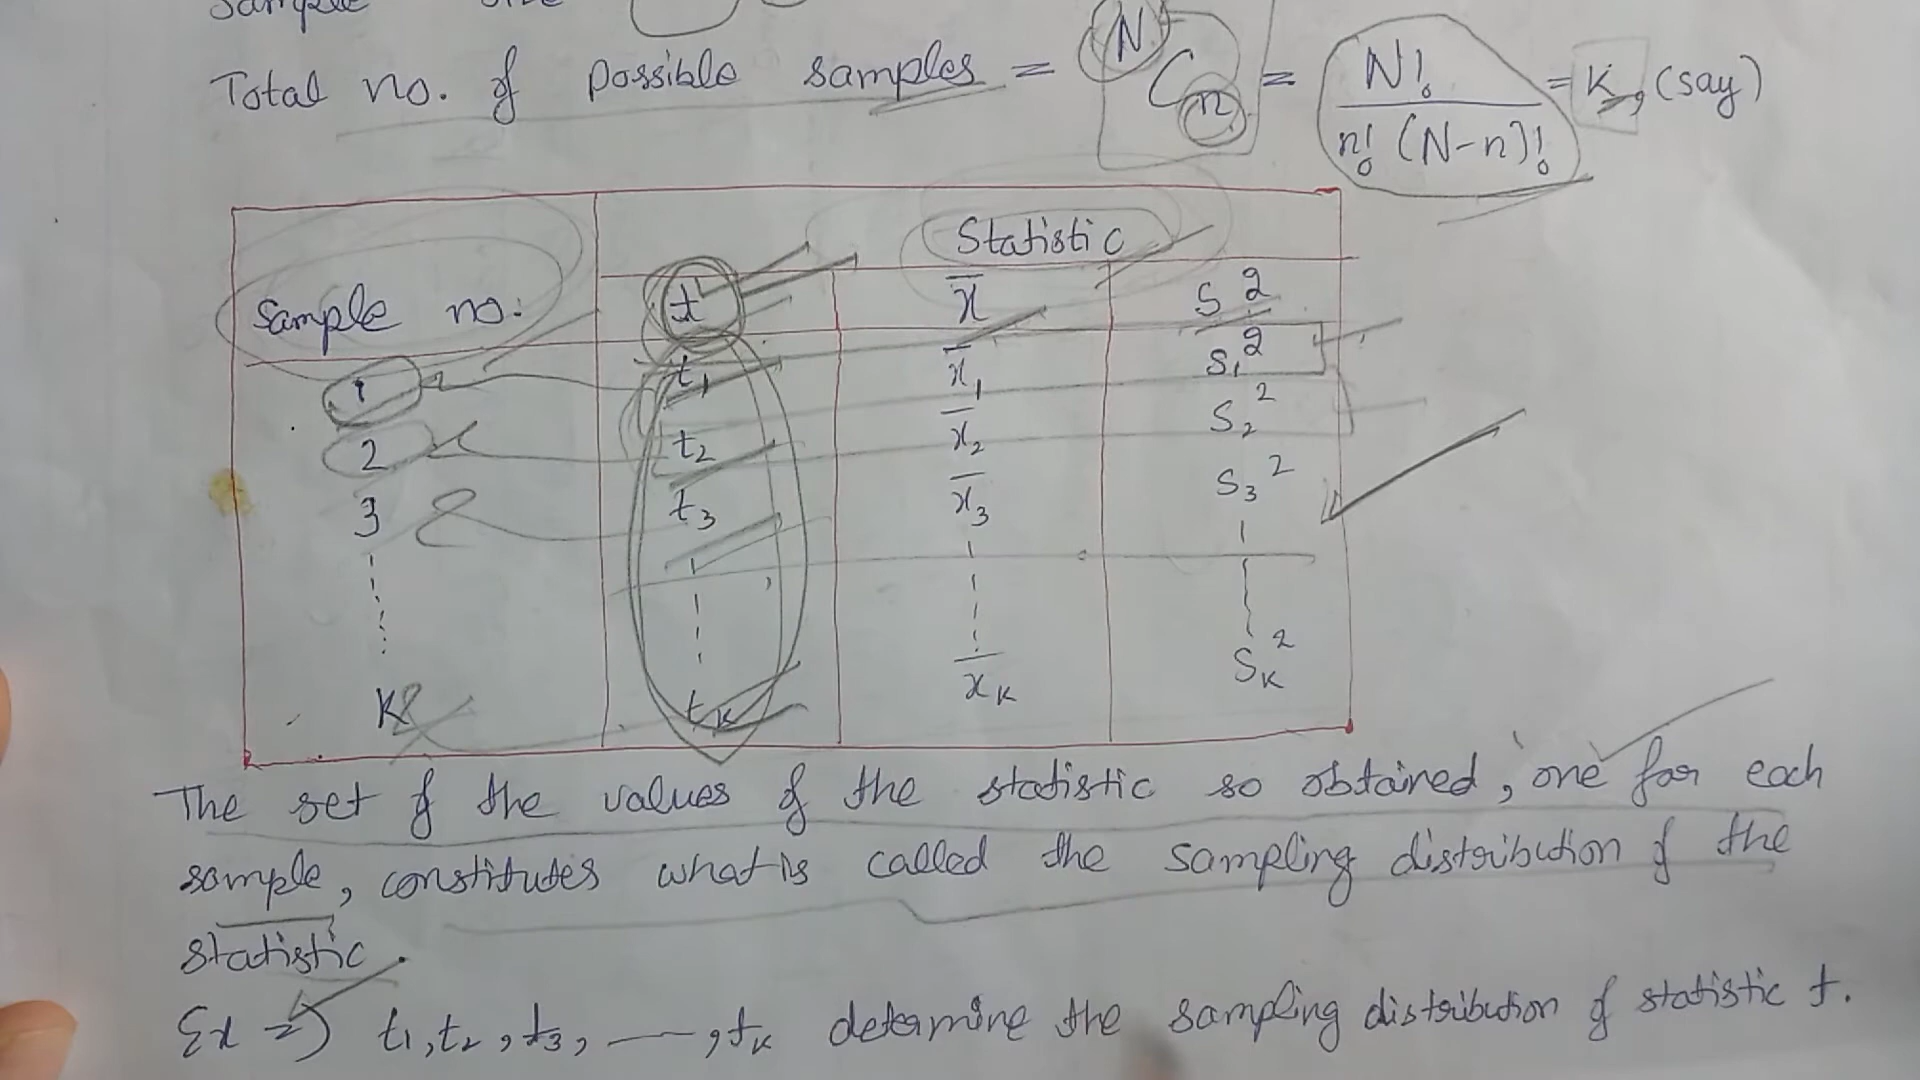 Sample size
Total no. of possible samples = ᴺCₙ = N! / n! (N-n)! = K, (say)
Statistic
Sample no. t x̄ s²
1 t₁ x̄₁ s₁²
2 t₂ x̄₂ s₂²
3 t₃ x̄₃ s₃²
K tₖ x̄ₖ sₖ²
The set of the values of the statistic so obtained, one for each
sample, constitutes what is called the sampling distribution of the
statistic.
Ex => t₁, t₂, t₃, ——, tₖ determine the sampling distribution of statistic t.